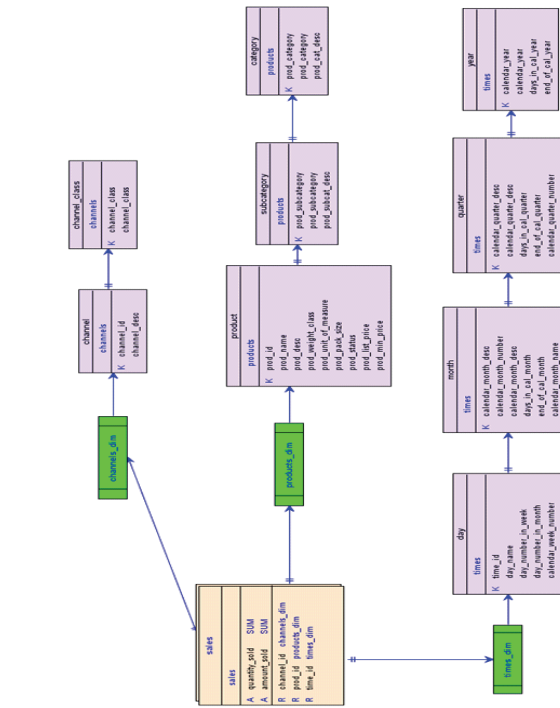 channel_class
channels
K channel_class
channel_class
channel
channels
K channel_id
channel_desc
channels_dim
category
products
K prod_category
prod_category
prod_cat_desc
subcategory
products
K prod_subcategory
prod_subcategory
prod_subcat_desc
product
products
K prod_id
prod_name
prod_desc
prod_weight_class
prod_unit_of_measure
prod_pack_size
prod_status
prod_list_price
prod_min_price
products_dim
sales
sales
A quantity_sold SUM
A amount_sold SUM
R channel_id channels_dim
R prod_id products_dim
R time_id times_dim
year
times
K calendar_year
calendar_year
days_in_cal_year
end_of_cal_year
quarter
times
K calendar_quarter_desc
calendar_quarter_desc
days_in_cal_quarter
end_of_cal_quarter
calendar_quarter_number
month
times
K calendar_month_desc
calendar_month_number
calendar_month_desc
days_in_cal_month
end_of_cal_month
calendar_month_name
day
times
K time_id
day_name
day_number_in_week
day_number_in_month
calendar_week_number
times_dim